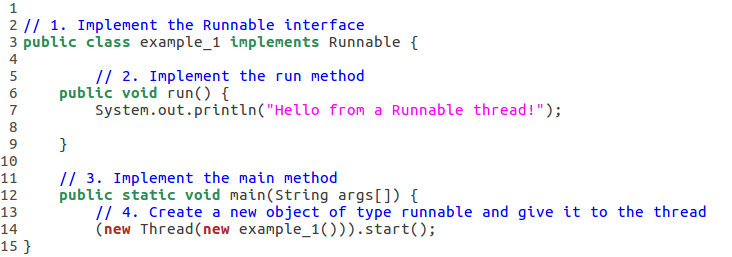 1
2 // 1. Implement the Runnable interface
3 public class example_1 implements Runnable {
4
5         // 2. Implement the run method
6     public void run() {
7         System.out.println("Hello from a Runnable thread!");
8
9     }
10
11     // 3. Implement the main method
12     public static void main(String args[]) {
13         // 4. Create a new object of type runnable and give it to the thread
14         (new Thread(new example_1())).start();
15 }